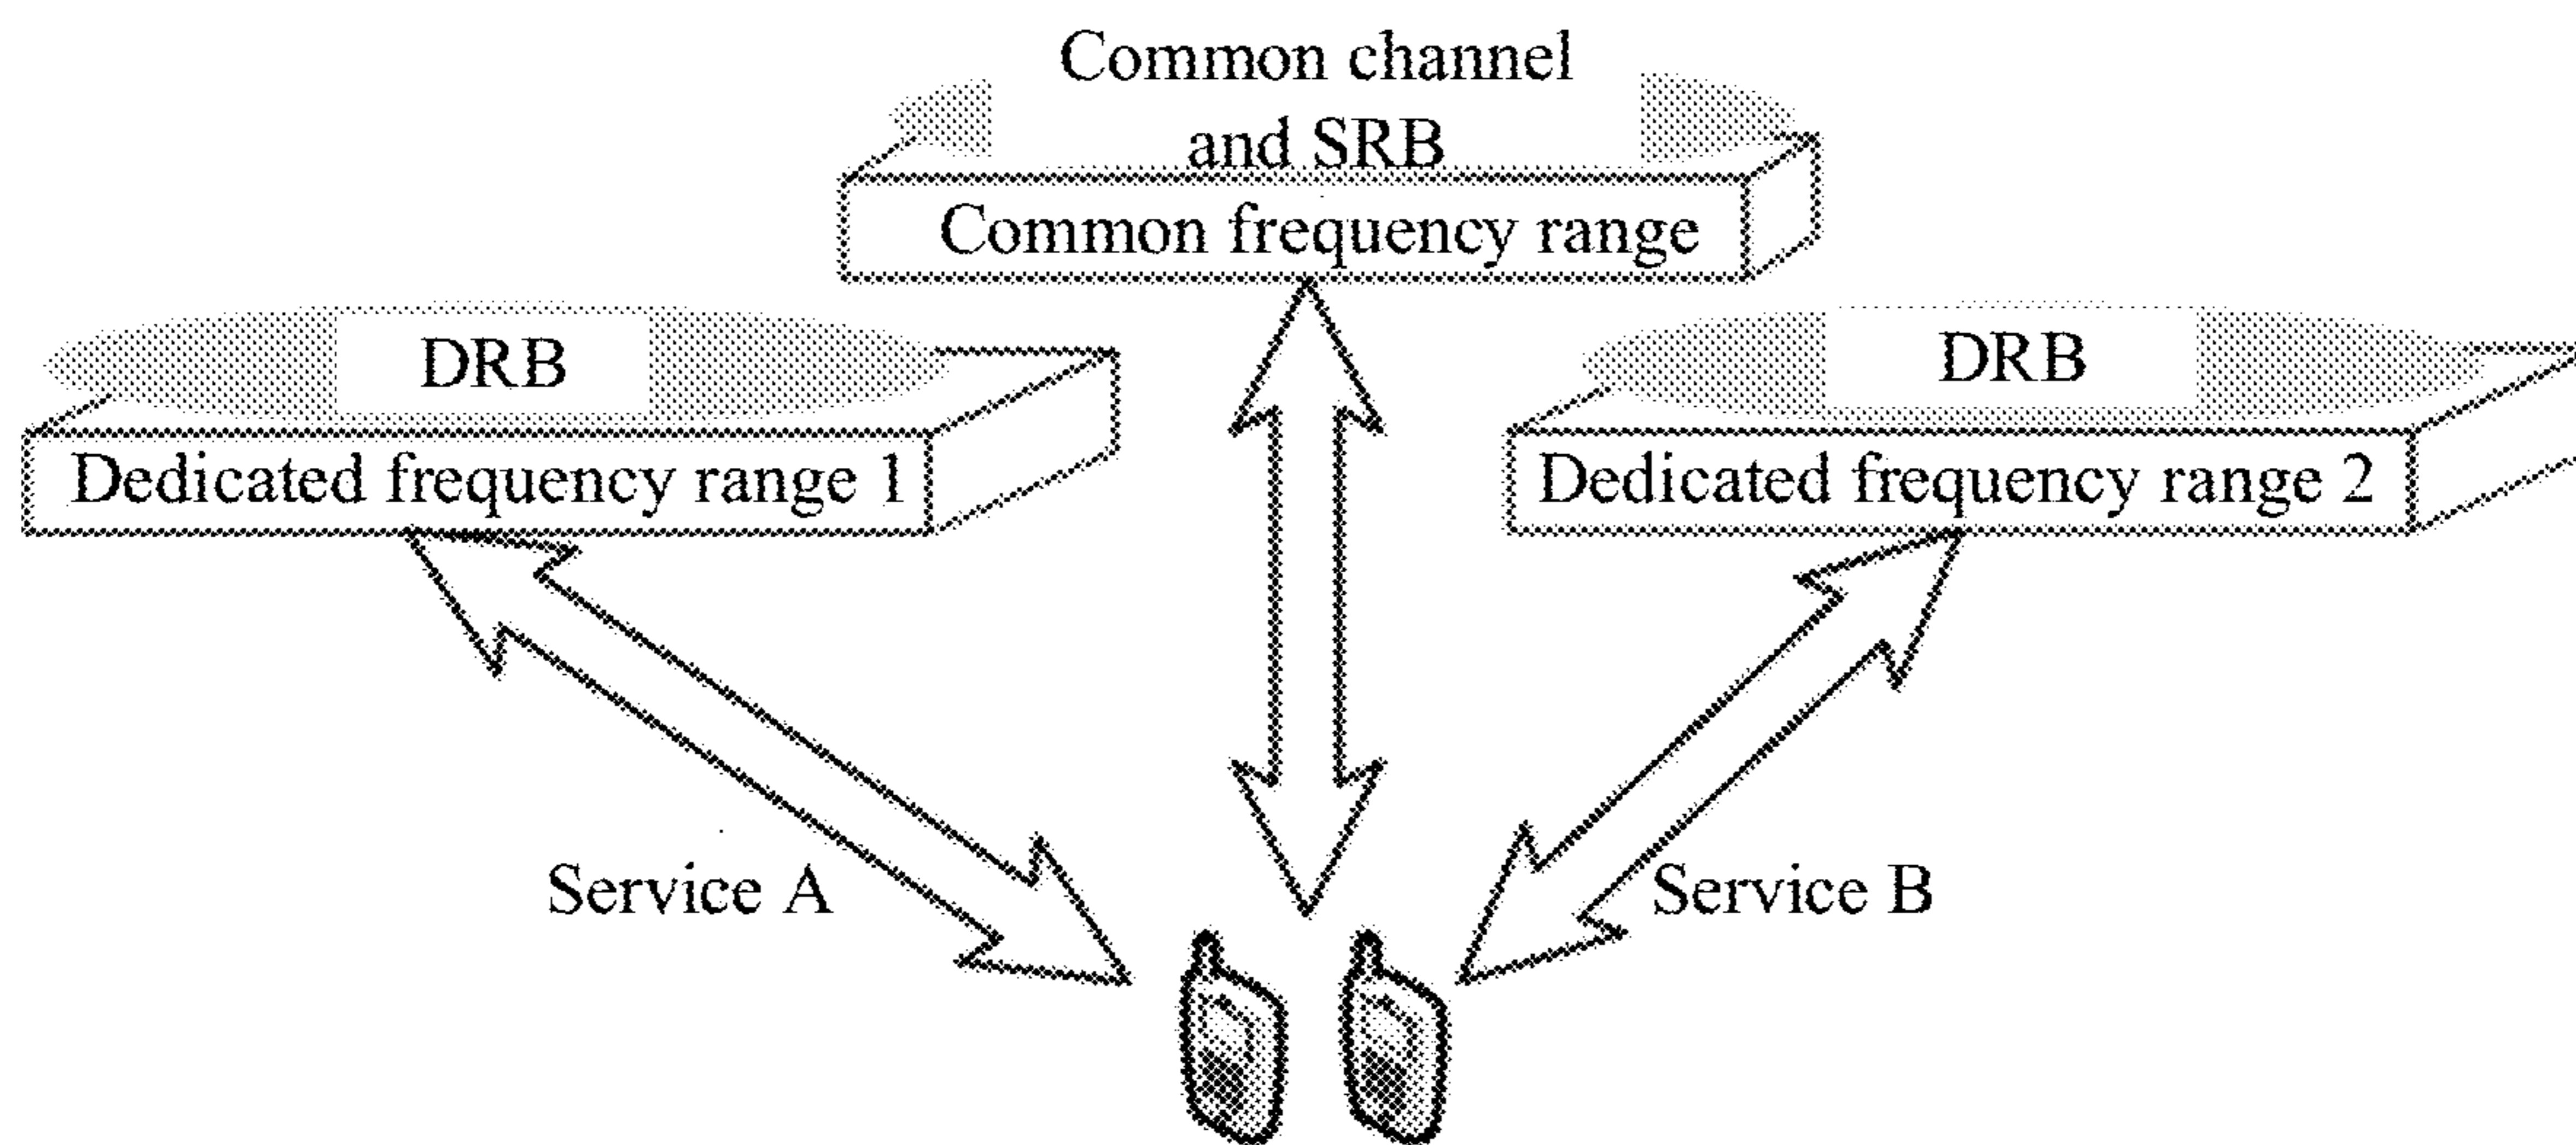 Common channel
and SRB
Common frequency range
DRB
DRB
Dedicated frequency range 1
Dedicated frequency range 2
Service A
Service B